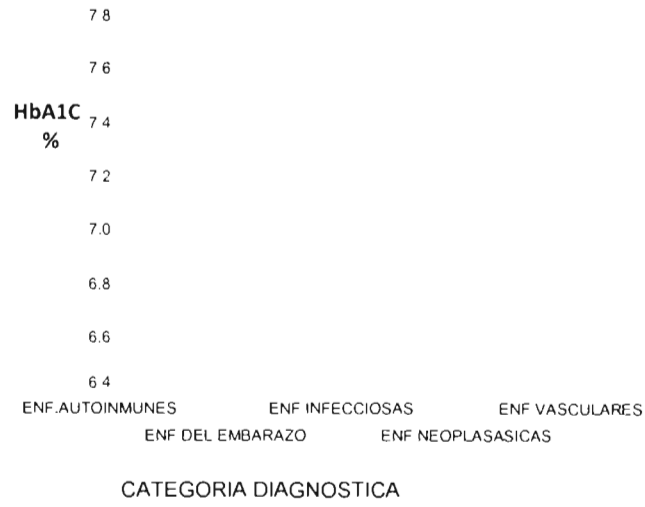 7 8
7 6
HbA1C
%
7 4
7 2
7.0
6.8
6.6
6 4
ENF.AUTOINMUNES ENF INFECCIOSAS ENF VASCULARES
ENF DEL EMBARAZO ENF NEOPLASASICAS
CATEGORIA DIAGNOSTICA